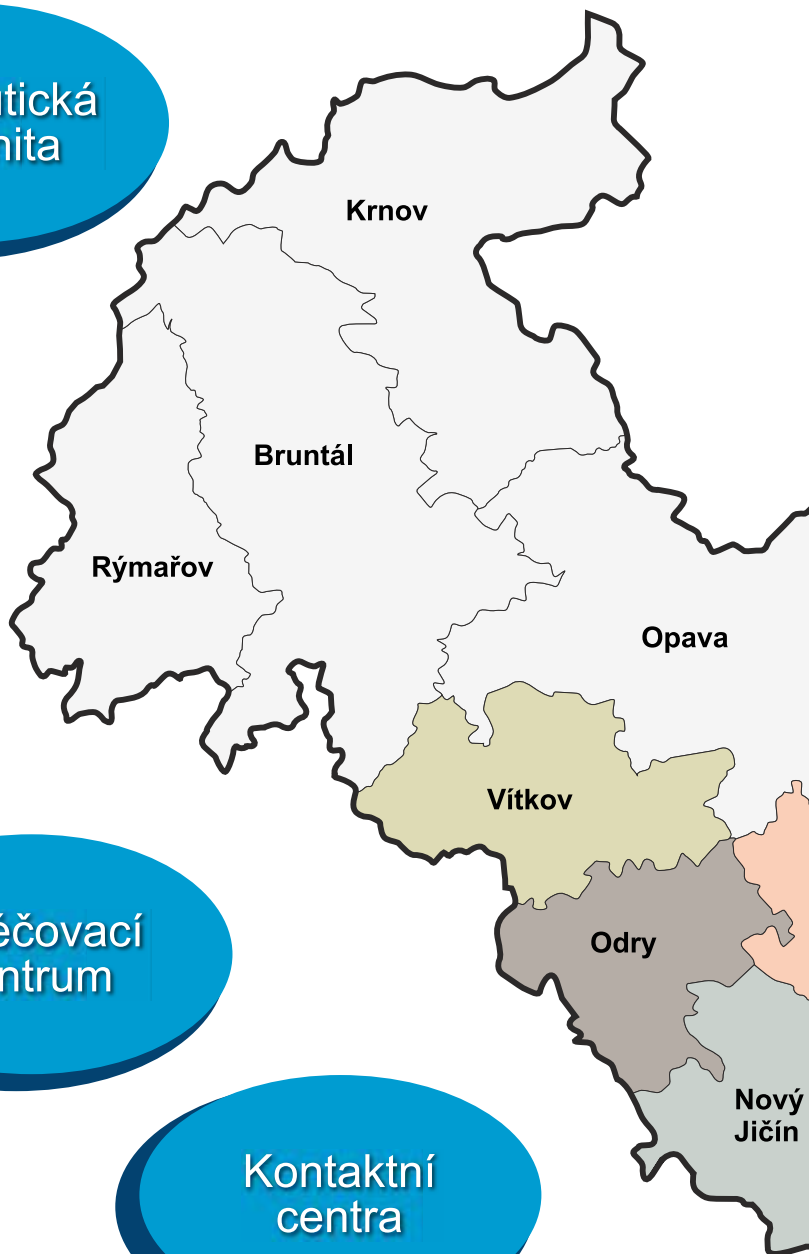 Krnov
Bruntál
Rýmařov
Opava
Vítkov
Odry
Nový
Jičín
Kontaktní
centra